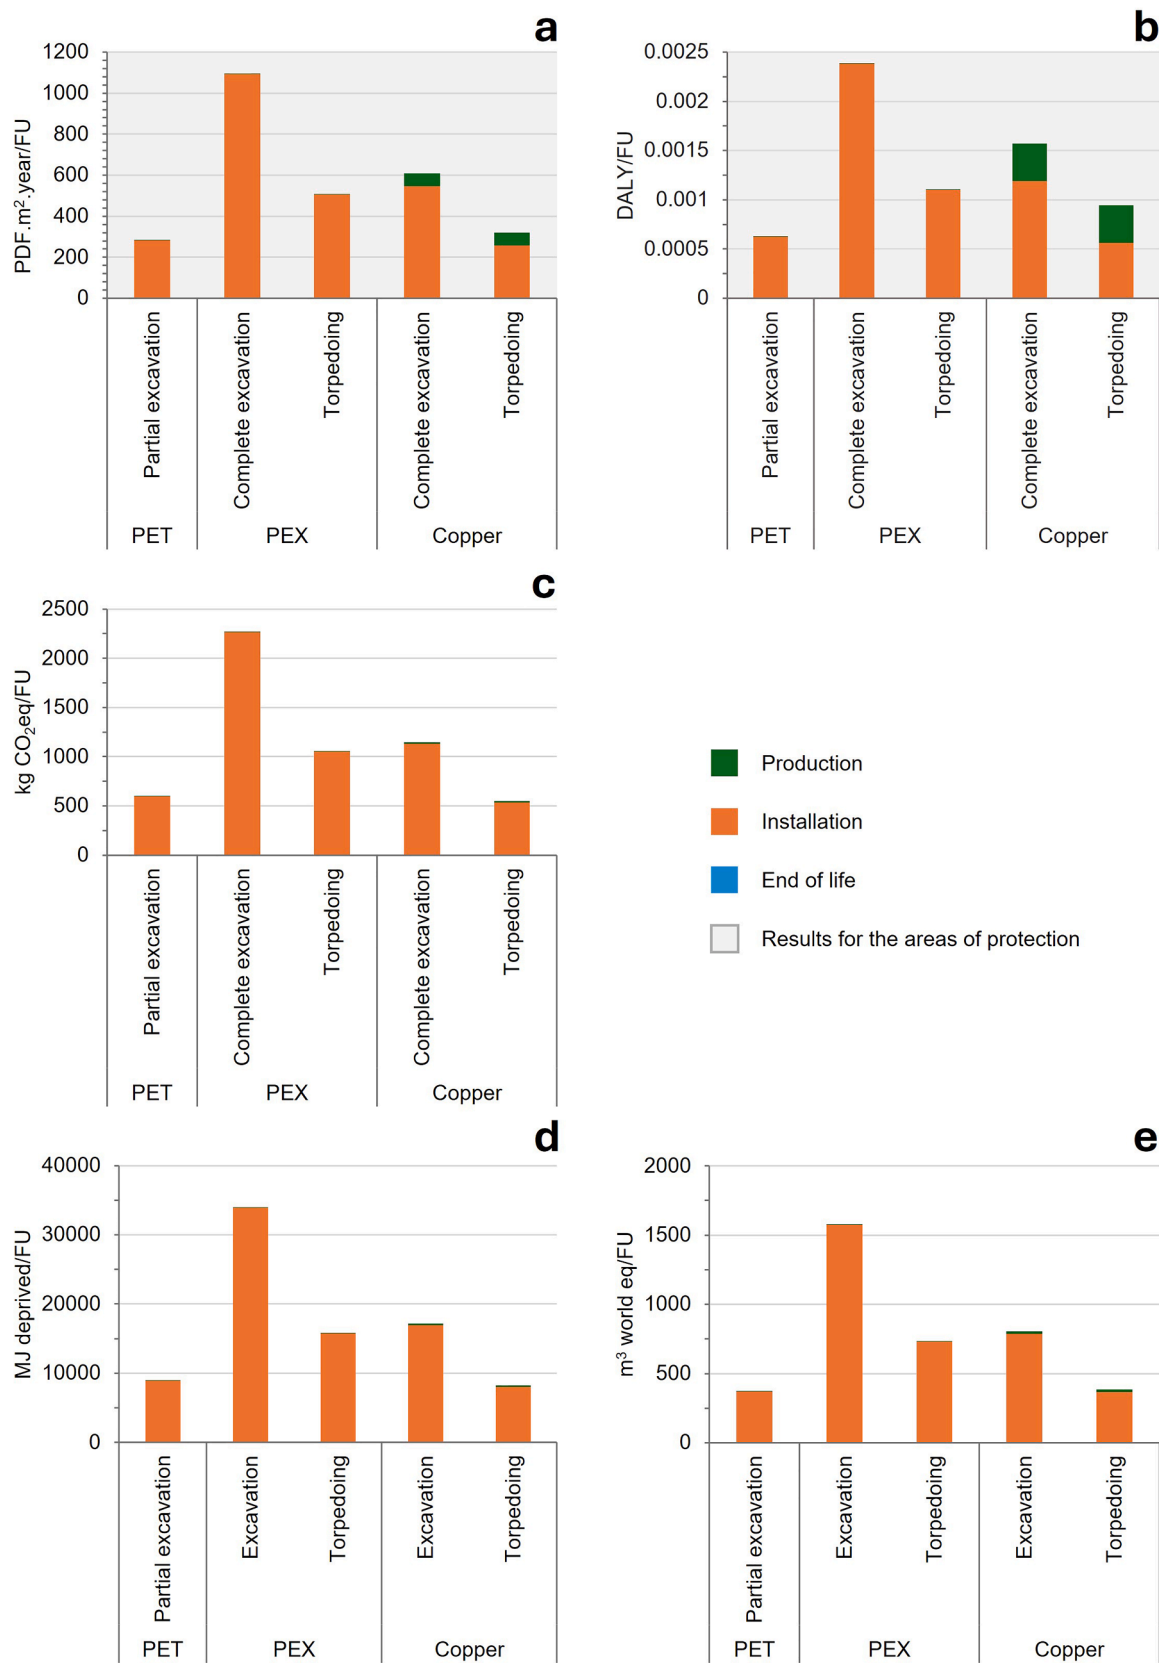 a
1200
1000
800
600
400
200
0
PDF.m².year/FU
Partial excavation
Complete excavation
Torpedoing
Complete excavation
Torpedoing
PET
PEX
Copper
b
0.0025
0.002
0.0015
0.001
0.0005
0
DALY/FU
Partial excavation
Complete excavation
Torpedoing
Complete excavation
Torpedoing
PET
PEX
Copper
c
2500
2000
1500
1000
500
0
kg CO₂eq/FU
Partial excavation
Complete excavation
Torpedoing
Complete excavation
Torpedoing
PET
PEX
Copper
Production
Installation
End of life
Results for the areas of protection
d
40000
30000
20000
10000
0
MJ deprived/FU
Partial excavation
Excavation
Torpedoing
Excavation
Torpedoing
PET
PEX
Copper
e
2000
1500
1000
500
0
m³ world eq/FU
Partial excavation
Excavation
Torpedoing
Excavation
Torpedoing
PET
PEX
Copper